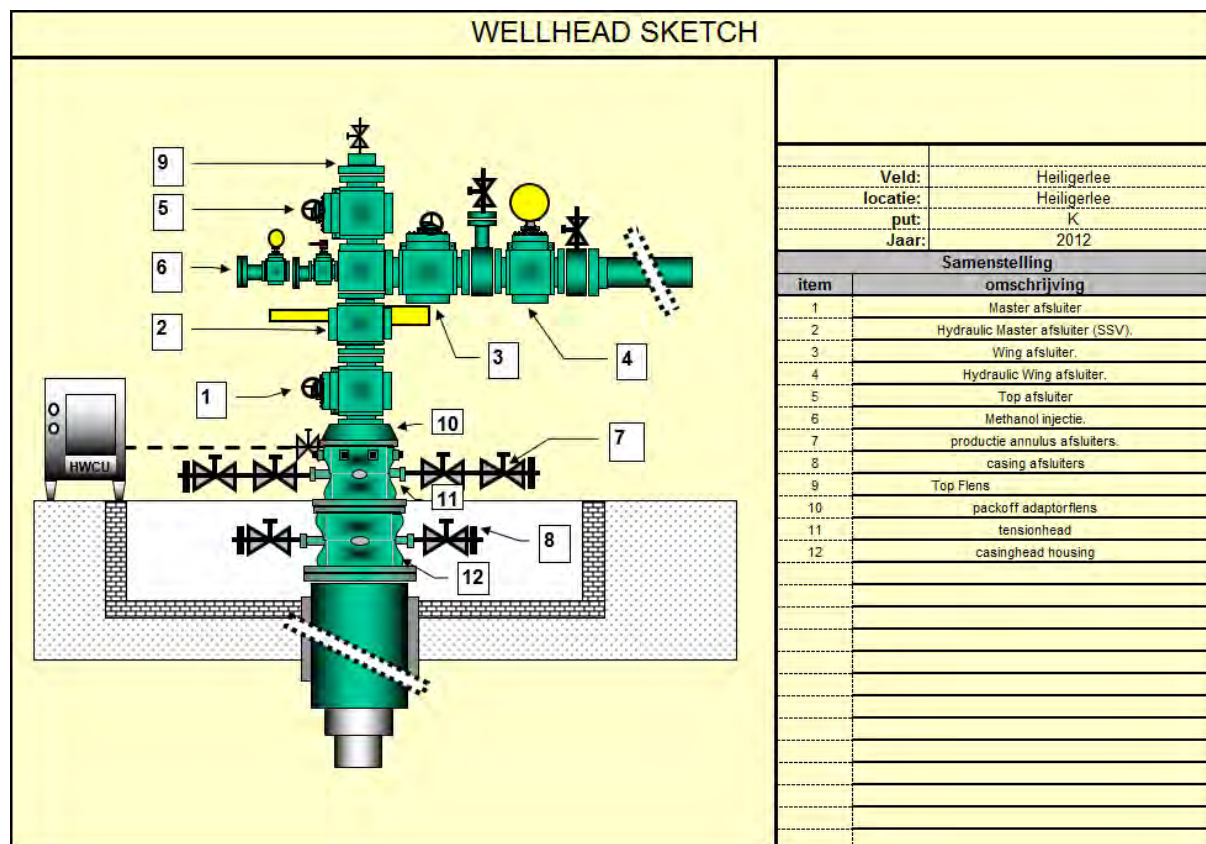 WELLHEAD SKETCH
9
5
6
2
3
4
1
10
7
HWCU
11
8
12
Veld: Heiligerlee
locatie: Heiligerlee
put: K
Jaar: 2012
Samenstelling
item omschrijving
1 Master afsluiter
2 Hydraulic Master afsluiter (SSV).
3 Wing afsluiter.
4 Hydraulic Wing afsluiter.
5 Top afsluiter
6 Methanol injectie.
7 productie annulus afsluiters.
8 casing afsluiters
9 Top Flens
10 packoff adaptorflens
11 tensionhead
12 casinghead housing